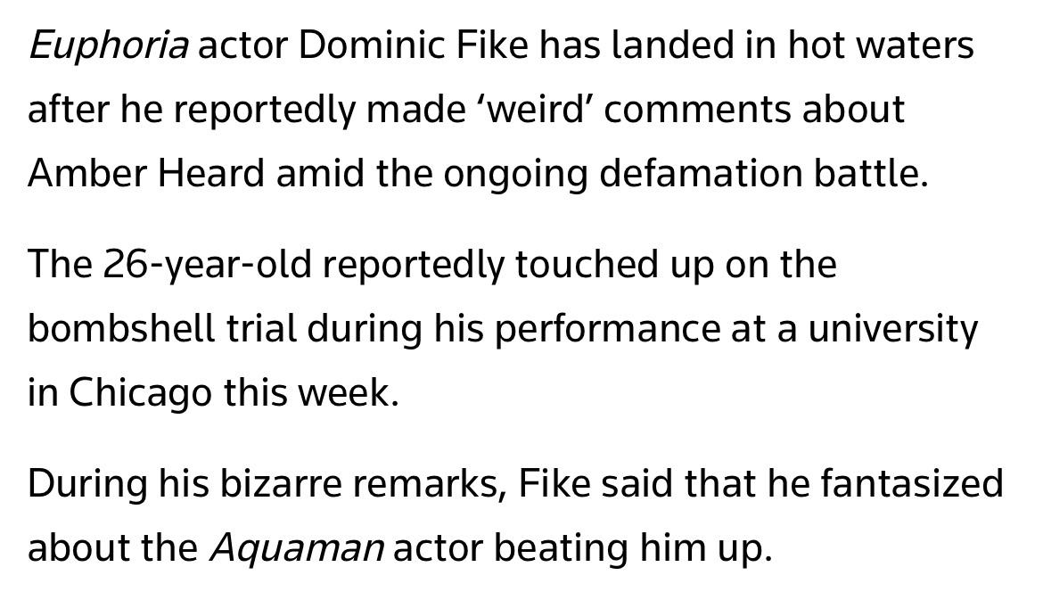 Euphoria actor Dominic Fike has landed in hot waters
after he reportedly made ‘weird’ comments about
Amber Heard amid the ongoing defamation battle.
The 26-year-old reportedly touched up on the
bombshell trial during his performance at a university
in Chicago this week.
During his bizarre remarks, Fike said that he fantasized
about the Aquaman actor beating him up.